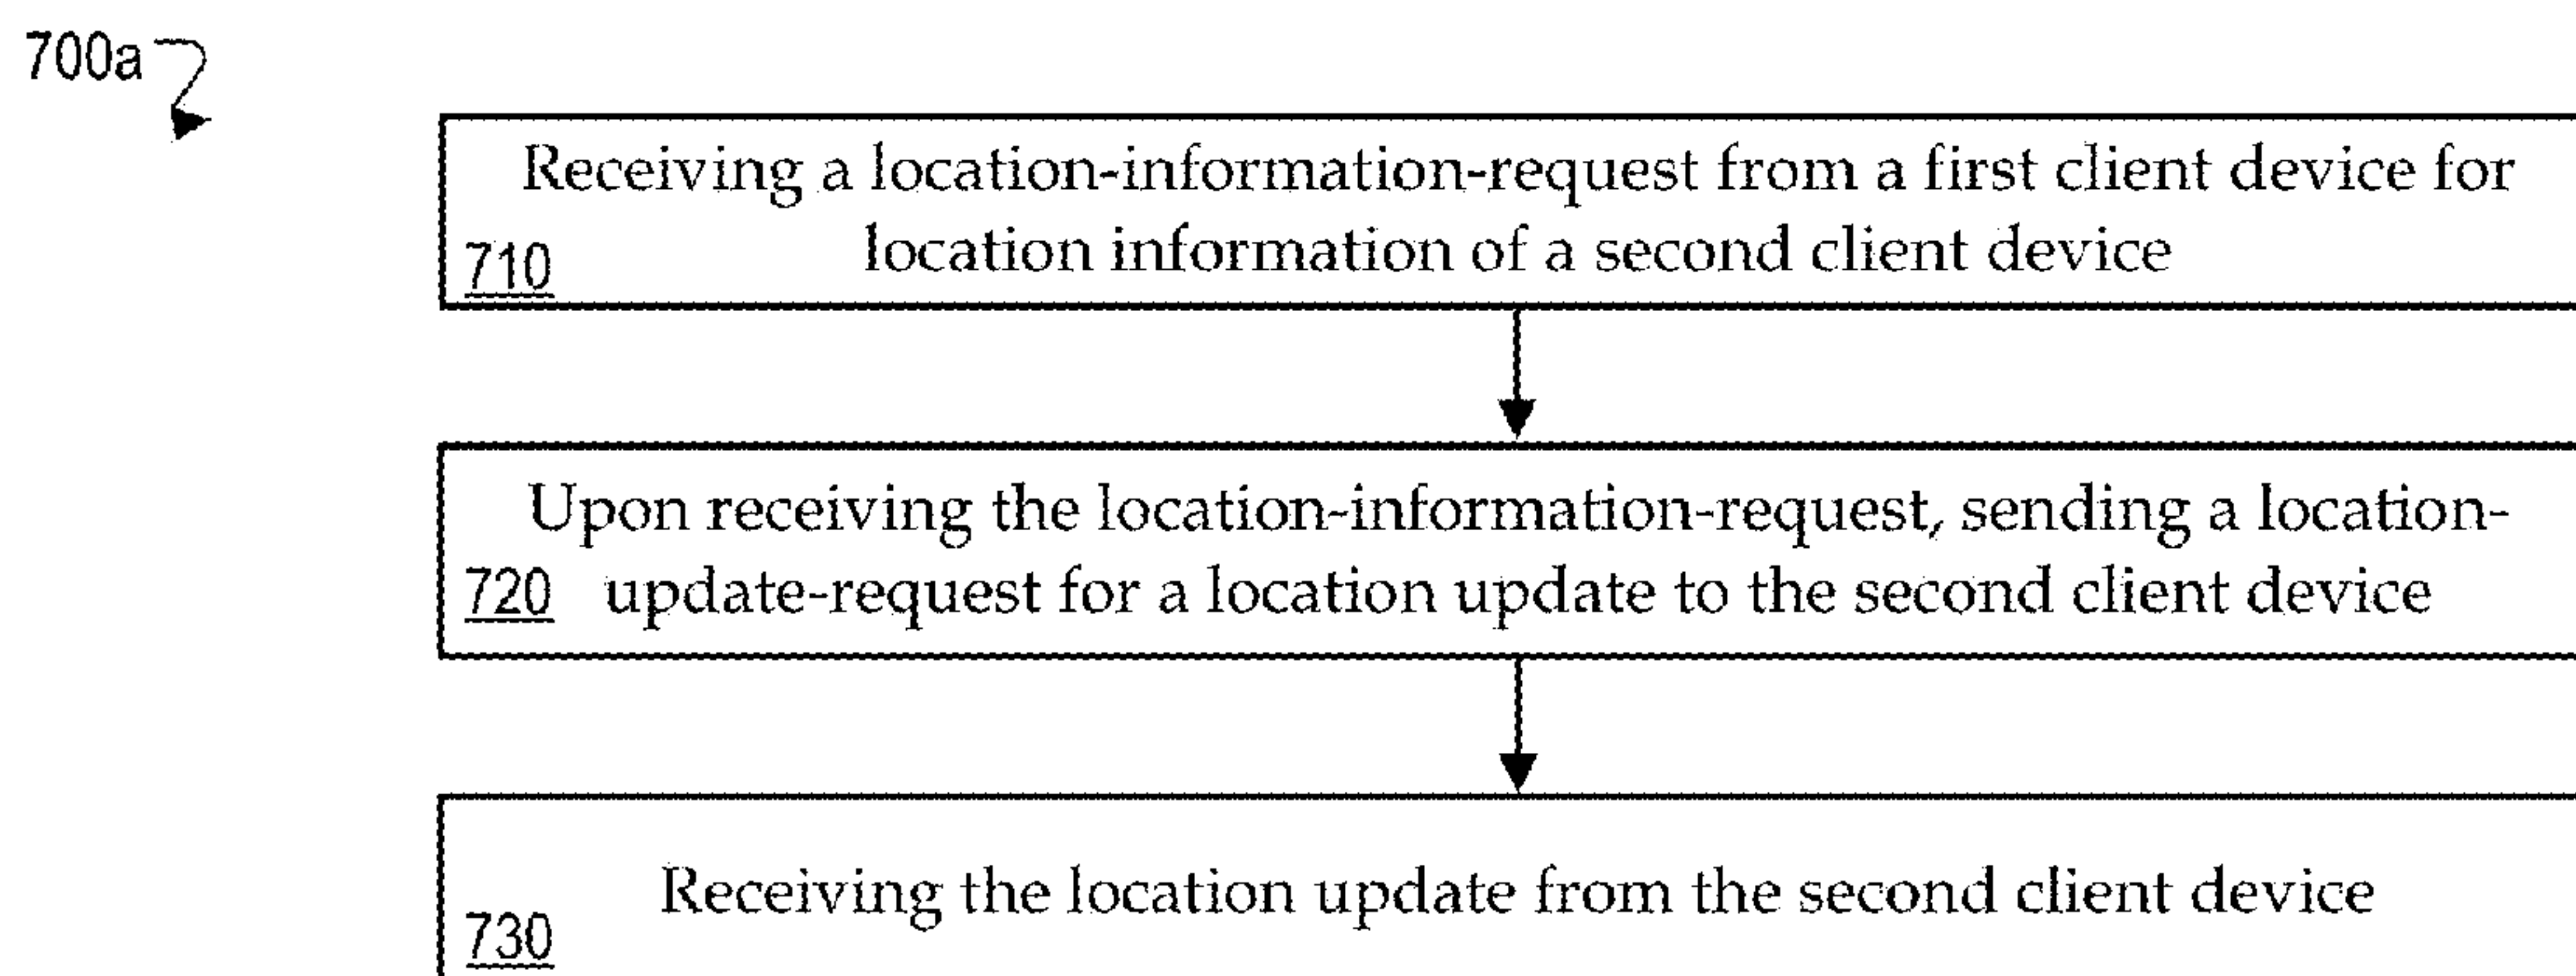 700a
Receiving a location-information-request from a first client device for
location information of a second client device
710
Upon receiving the location-information-request, sending a location-
720 update-request for a location update to the second client device
Receiving the location update from the second client device
730